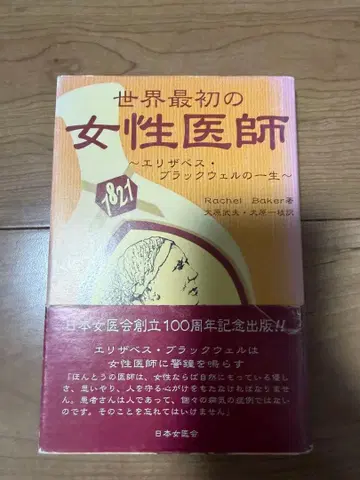 世界最初の
女性医師
～エリザベス・
ブラックウェルの一生～
1821
Rachel Baker著
大原武夫・大原一枝訳
日本女医会創立100周年記念出版!!
エリザベス・ブラックウェルは
女性医師に警鐘を鳴らす
「ほんとうの医師は、女性ならば自然にもっている優し
さ、思いやり、人を守る心がけをもたなければなりませ
ん。患者さんは人であって、個々の病気の症例ではない
のです。そのことを忘れてはいけません」
日本女医会